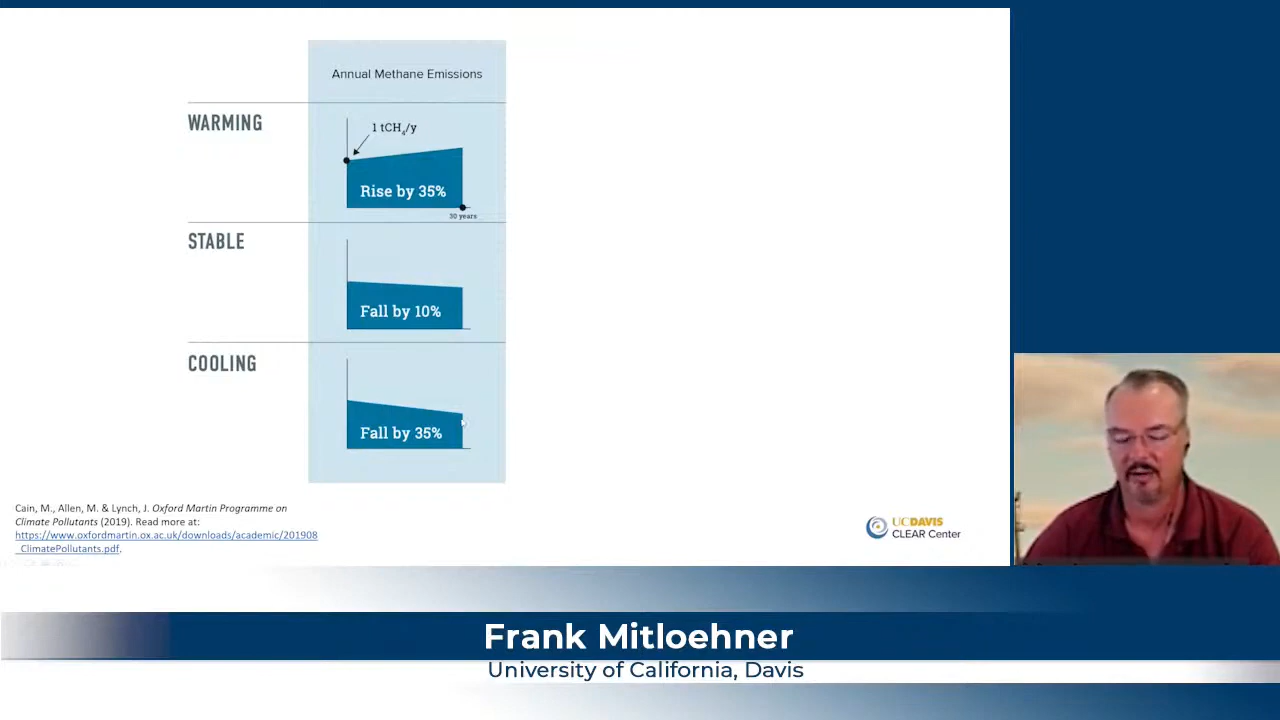 Annual Methane Emissions
WARMING
1 tCH₄/y
Rise by 35%
30 years
STABLE
Fall by 10%
COOLING
Fall by 35%
Cain, M., Allen, M. & Lynch, J. Oxford Martin Programme on
Climate Pollutants (2019). Read more at:
https://www.oxfordmartin.ox.ac.uk/downloads/academic/201908
_ClimatePollutants.pdf.
UCDAVIS
CLEAR Center
Frank Mitloehner
University of California, Davis